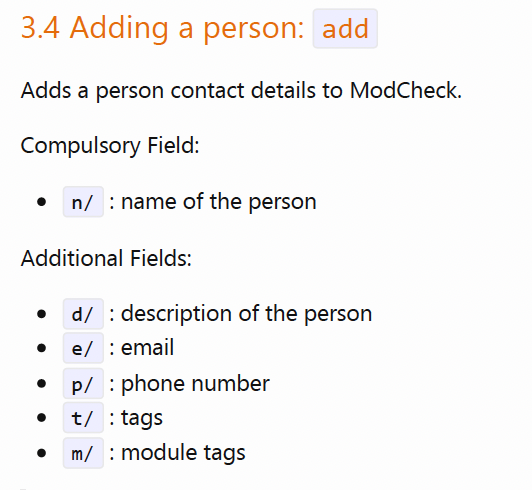 3.4 Adding a person: add
Adds a person contact details to ModCheck.
Compulsory Field:
• n/ : name of the person
Additional Fields:
• d/ : description of the person
• e/ : email
• p/ : phone number
• t/ : tags
• m/ : module tags